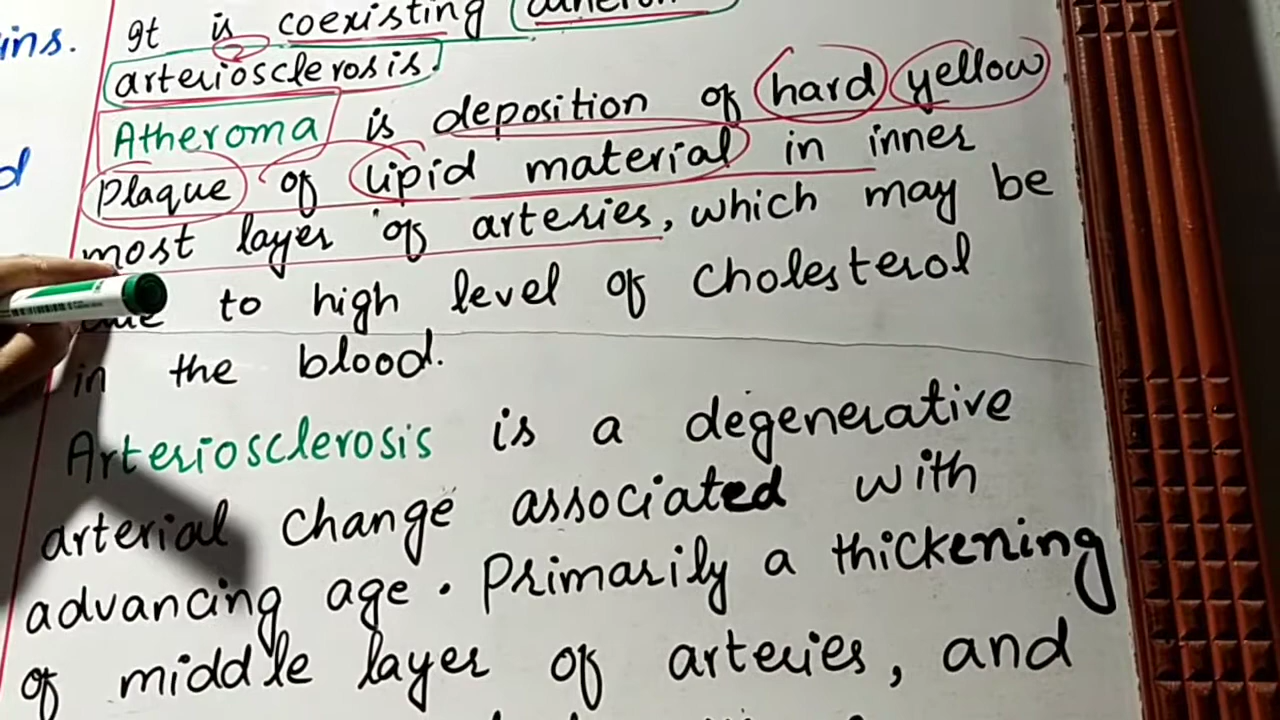 ins.
It is coexisting
arteriosclerosis.
Atheroma is deposition of hard yellow
plaque of lipid material in inner
most layer of arteries, which may be
to high level of cholesterol
in the blood.
d
Arteriosclerosis is a degenerative
arterial change associated with
advancing age. Primarily a thickening
of middle layer of arteries, and